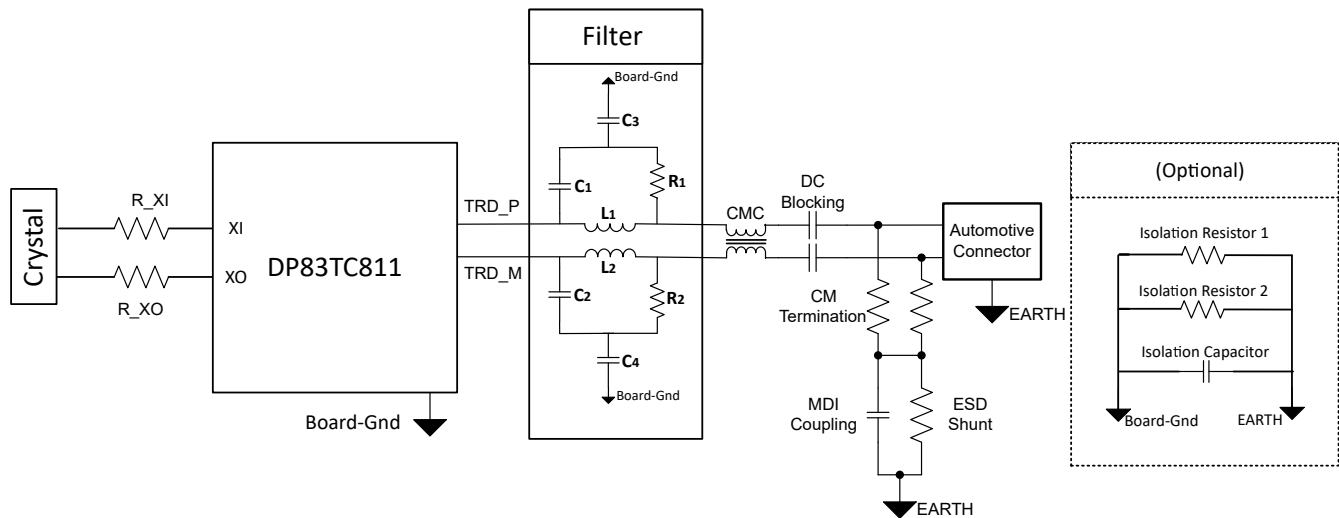 Filter
Board-Gnd
C3
C1
R1
L1
TRD_P
CMC
DC
Blocking
Crystal
R_XI
XI
DP83TC811
XO
R_XO
TRD_M
L2
C2
R2
C4
Board-Gnd
Board-Gnd
Automotive
Connector
CM
Termination
EARTH
MDI
Coupling
ESD
Shunt
EARTH
(Optional)
Isolation Resistor 1
Isolation Resistor 2
Isolation Capacitor
Board-Gnd
EARTH